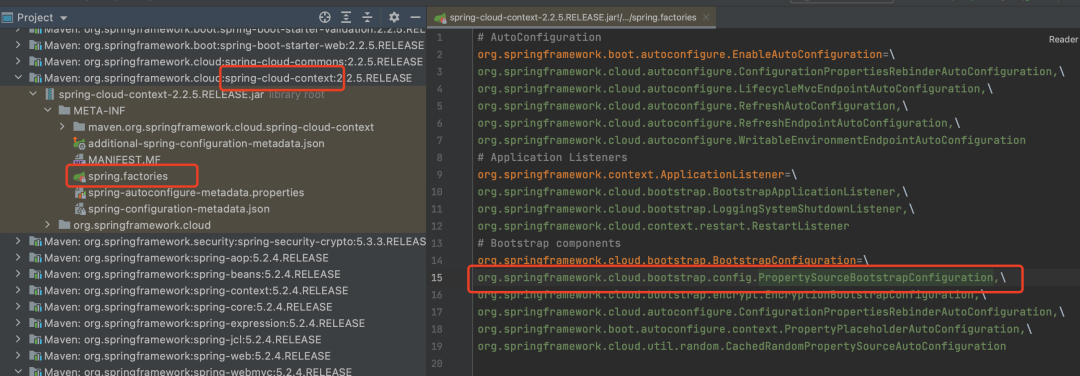 Project
spring-cloud-context-2.2.5.RELEASE.jar!/.../spring.factories
Maven: org.springframework.boot:spring-boot-starter-validation:2.2.5.RELEASE
Maven: org.springframework.boot:spring-boot-starter-web:2.2.5.RELEASE
Maven: org.springframework.cloud:spring-cloud-commons:2.2.5.RELEASE
Maven: org.springframework.cloud:spring-cloud-context:2.2.5.RELEASE
spring-cloud-context-2.2.5.RELEASE.jar library root
META-INF
maven.org.springframework.cloud.spring-cloud-context
additional-spring-configuration-metadata.json
MANIFEST.MF
spring.factories
spring-autoconfigure-metadata.properties
spring-configuration-metadata.json
org.springframework.cloud
Maven: org.springframework.security:spring-security-crypto:5.3.3.RELEASE
Maven: org.springframework:spring-aop:5.2.4.RELEASE
Maven: org.springframework:spring-beans:5.2.4.RELEASE
Maven: org.springframework:spring-context:5.2.4.RELEASE
Maven: org.springframework:spring-core:5.2.4.RELEASE
Maven: org.springframework:spring-expression:5.2.4.RELEASE
Maven: org.springframework:spring-jcl:5.2.4.RELEASE
Maven: org.springframework:spring-web:5.2.4.RELEASE
Maven: org.springframework:spring-webmvc:5.2.4.RELEASE
Reader
1 # AutoConfiguration
2 org.springframework.boot.autoconfigure.EnableAutoConfiguration=\
3 org.springframework.cloud.autoconfigure.ConfigurationPropertiesRebinderAutoConfiguration,\
4 org.springframework.cloud.autoconfigure.LifecycleMvcEndpointAutoConfiguration,\
5 org.springframework.cloud.autoconfigure.RefreshAutoConfiguration,\
6 org.springframework.cloud.autoconfigure.RefreshEndpointAutoConfiguration,\
7 org.springframework.cloud.autoconfigure.WritableEnvironmentEndpointAutoConfiguration
8 # Application Listeners
9 org.springframework.context.ApplicationListener=\
10 org.springframework.cloud.bootstrap.BootstrapApplicationListener,\
11 org.springframework.cloud.bootstrap.LoggingSystemShutdownListener,\
12 org.springframework.cloud.context.restart.RestartListener
13 # Bootstrap components
14 org.springframework.cloud.bootstrap.BootstrapConfiguration=\
15 org.springframework.cloud.bootstrap.config.PropertySourceBootstrapConfiguration,\
16 org.springframework.cloud.bootstrap.encrypt.EncryptionBootstrapConfiguration,\
17 org.springframework.cloud.autoconfigure.ConfigurationPropertiesRebinderAutoConfiguration,\
18 org.springframework.boot.autoconfigure.context.PropertyPlaceholderAutoConfiguration,\
19 org.springframework.cloud.util.random.CachedRandomPropertySourceAutoConfiguration
20